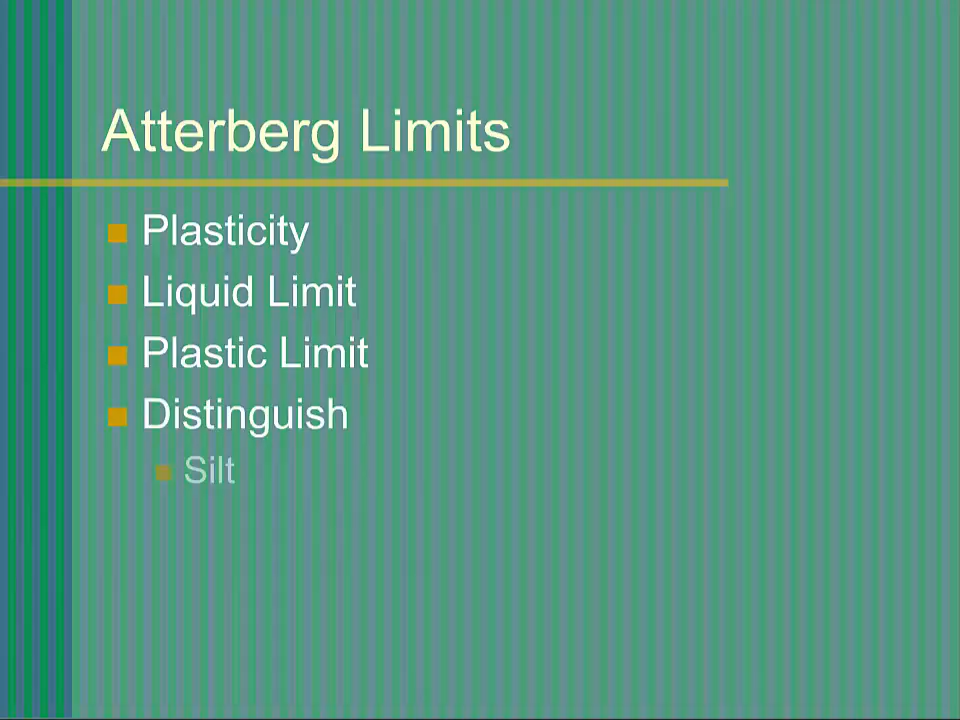 Atterberg Limits
Plasticity
Liquid Limit
Plastic Limit
Distinguish
Silt